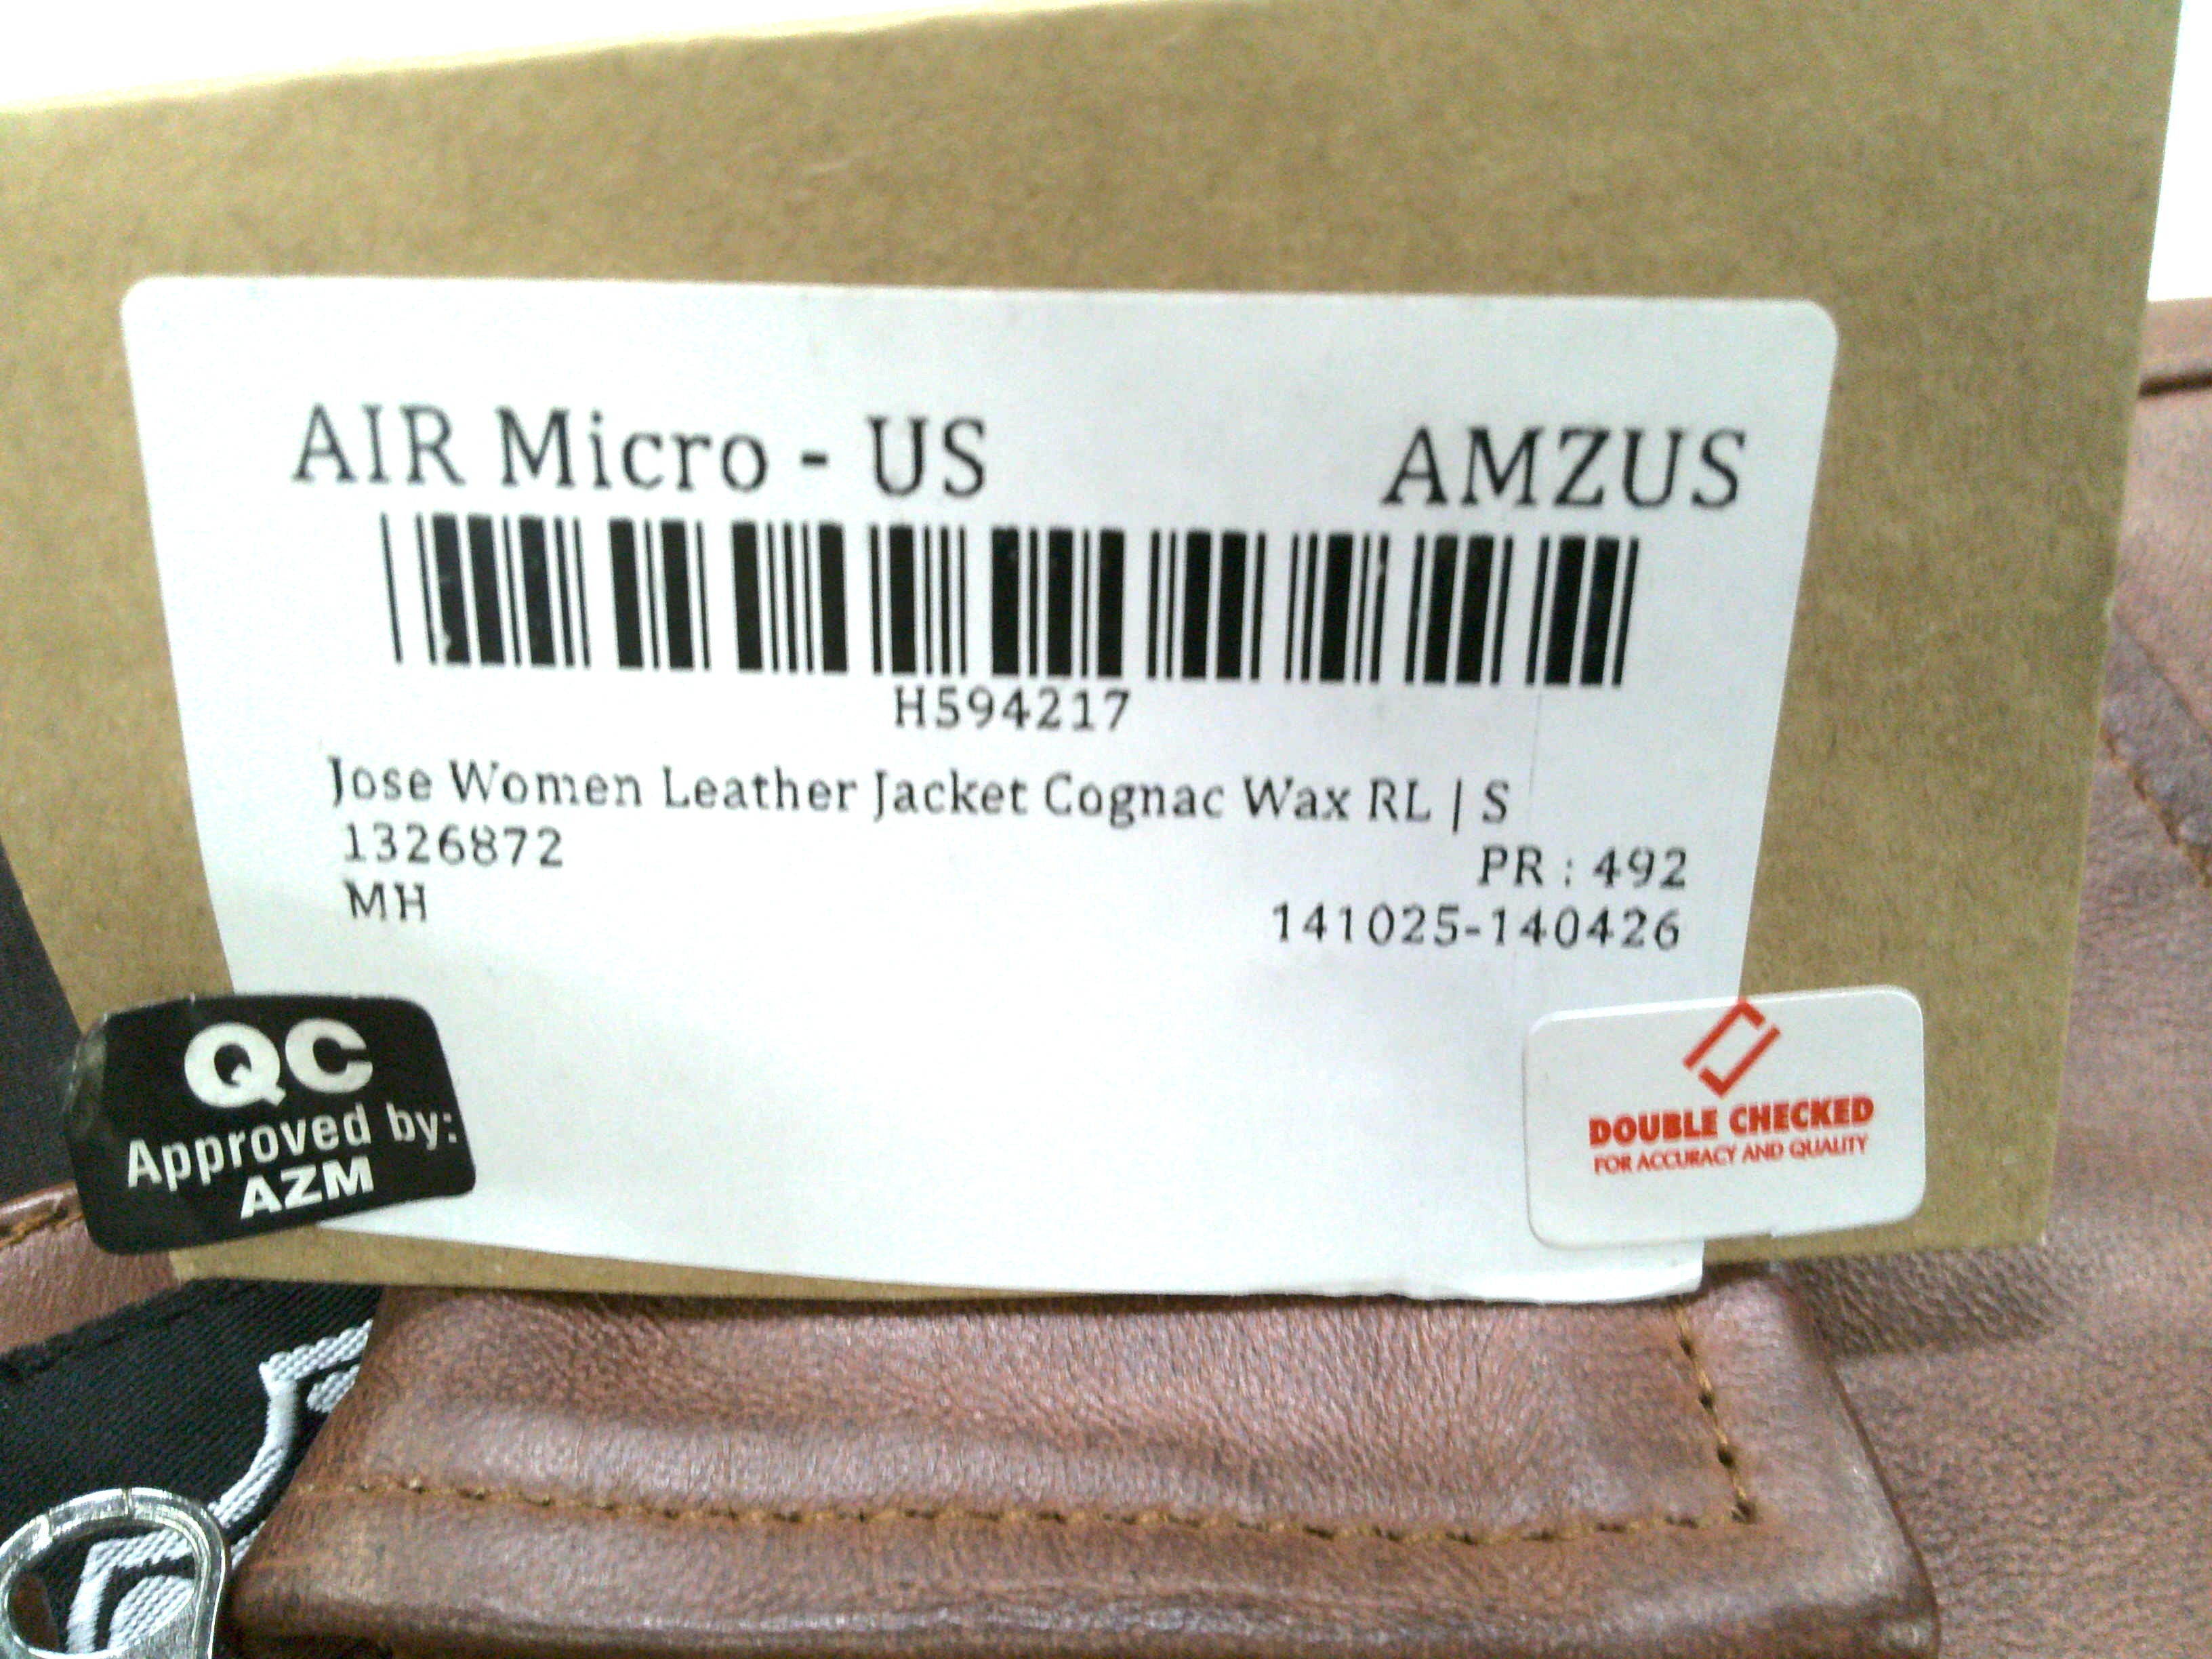 AIR Micro - US AMZUS
H594217
Jose Women Leather Jacket Cognac Wax RL | S
1326872 PR : 492
MH 141025-140426
QC
Approved by:
AZM
DOUBLE CHECKED
FOR ACCURACY AND QUALITY